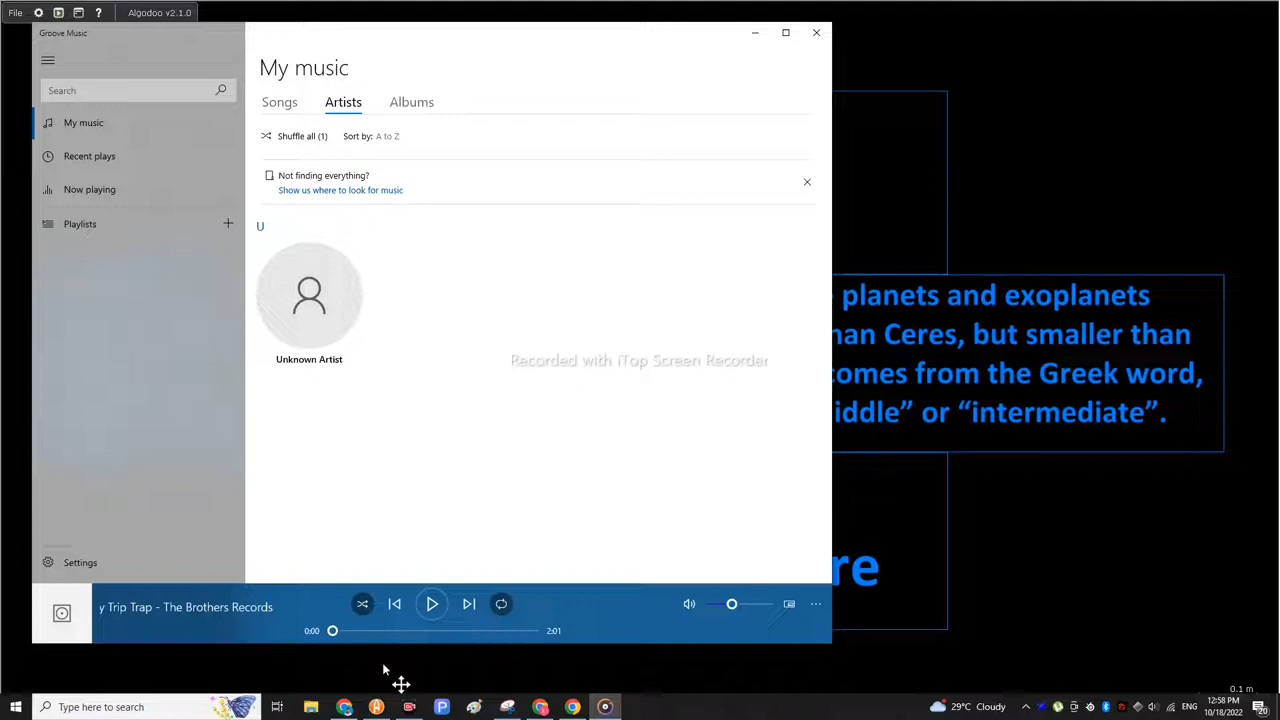 File
Algodoo v2.1.0
Groove Music
Search
My music
Recent plays
Now playing
Playlists
Settings
My music
Songs Artists Albums
Shuffle all (1) Sort by: A to Z
Not finding everything?
Show us where to look for music
U
Unknown Artist
Recorded with iTop Screen Recorder
planets and exoplanets
Ceres, but smaller than
comes from the Greek word,
or “intermediate”.
y Trip Trap - The Brothers Records
0:00
2:01
0.1 m
Type here to search
29°C Cloudy
12:58 PM
10/18/2022
20